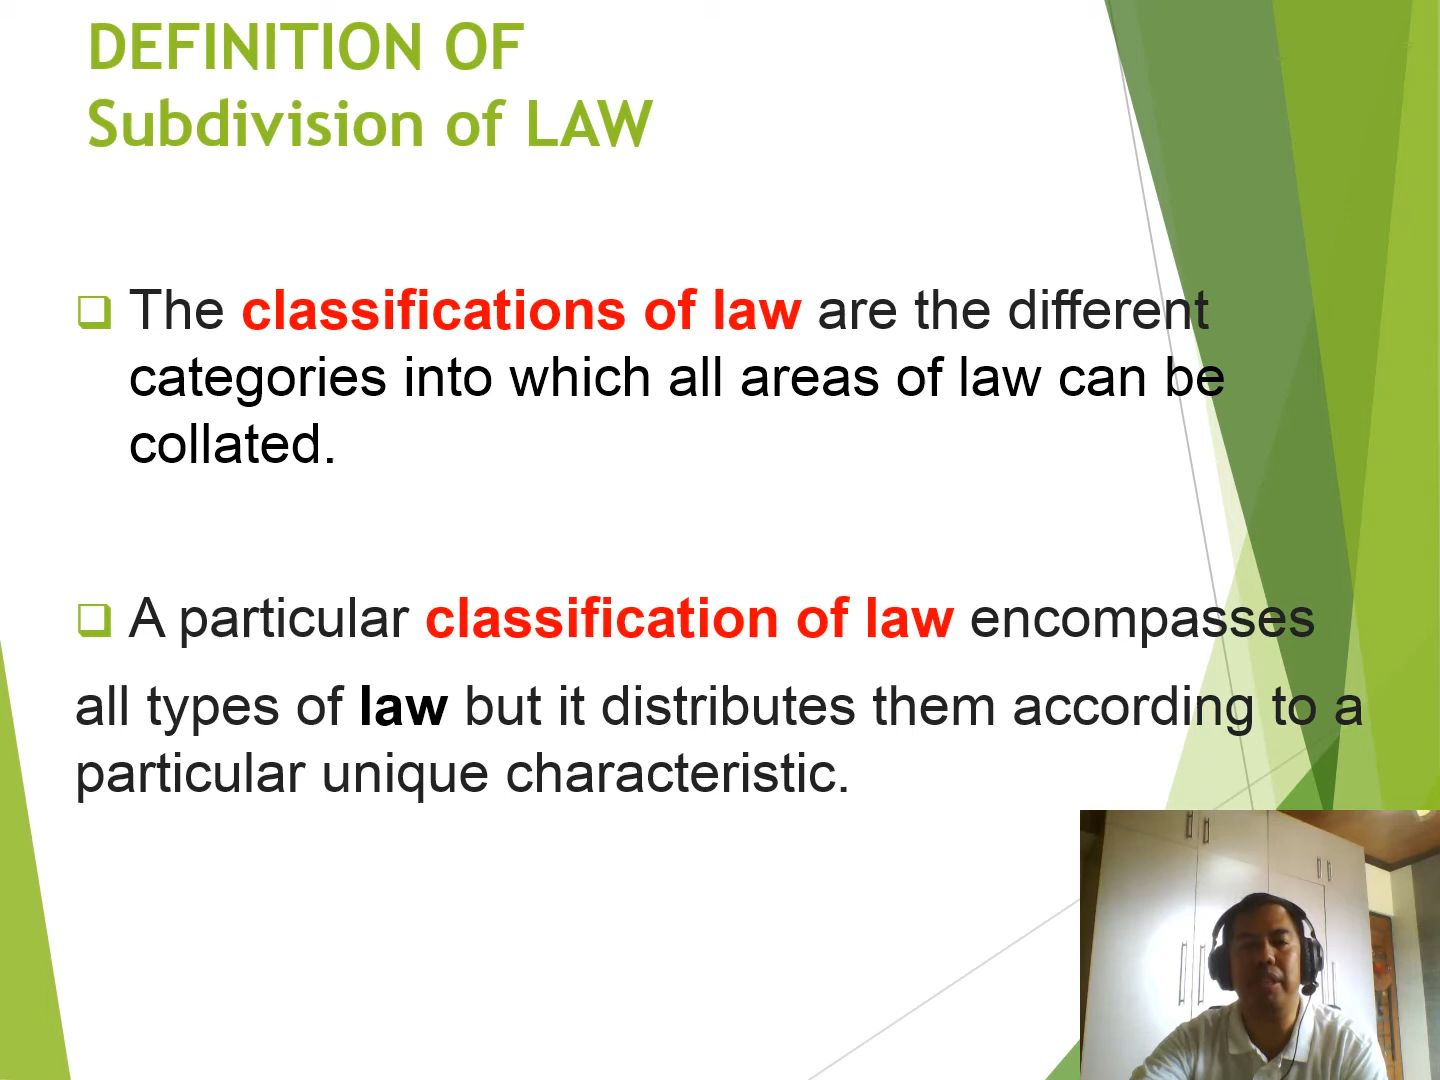 DEFINITION OF
Subdivision of LAW
The classifications of law are the different
categories into which all areas of law can be
collated.
A particular classification of law encompasses
all types of law but it distributes them according to a
particular unique characteristic.